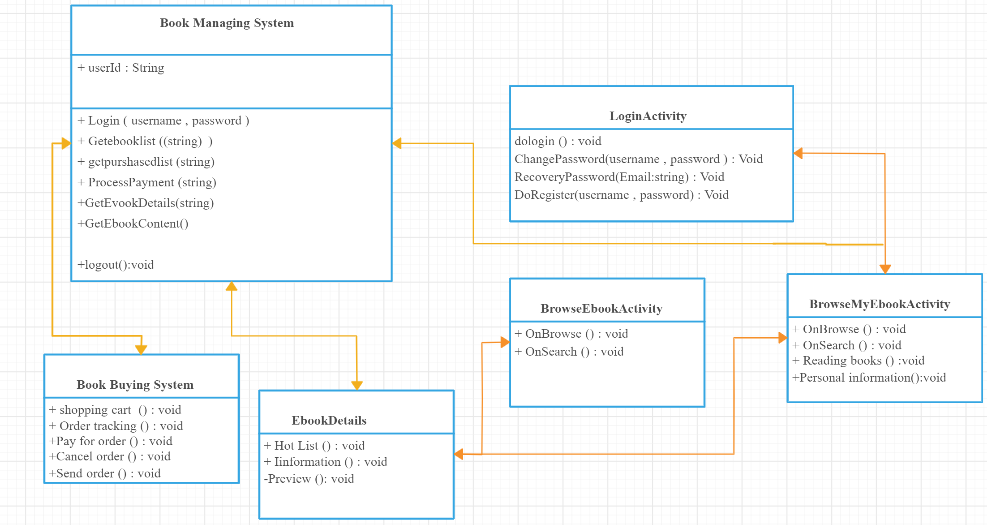 Book Managing System
+ userId : String
+ Login ( username , password )
+ Getebooklist ((string) )
+ getpurshasedlist (string)
+ ProcessPayment (string)
+GetEvookDetails(string)
+GetEbookContent()
+logout():void
LoginActivity
dologin () : void
ChangePassword(username , password ) : Void
RecoveryPassword(Email:string) : Void
DoRegister(username , password) : Void
BrowseEbookActivity
+ OnBrowse () : void
+ OnSearch () : void
BrowseMyEbookActivity
+ OnBrowse () : void
+ OnSearch () : void
+ Reading books () :void
+Personal information():void
Book Buying System
+ shopping cart () : void
+ Order tracking () : void
+Pay for order () : void
+Cancel order () : void
+Send order () : void
EbookDetails
+ Hot List () : void
+ Iinformation () : void
-Preview (): void